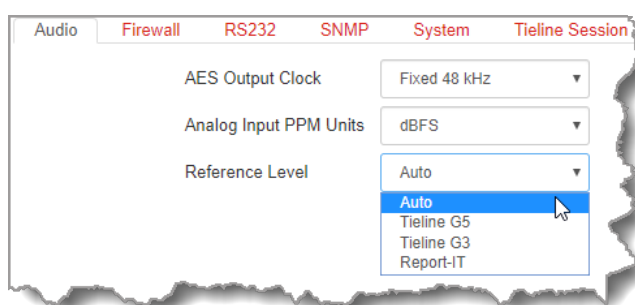 Audio Firewall RS232 SNMP System Tieline Session
AES Output Clock Fixed 48 kHz
Analog Input PPM Units dBFS
Reference Level Auto
Auto
Tieline G5
Tieline G3
Report-IT